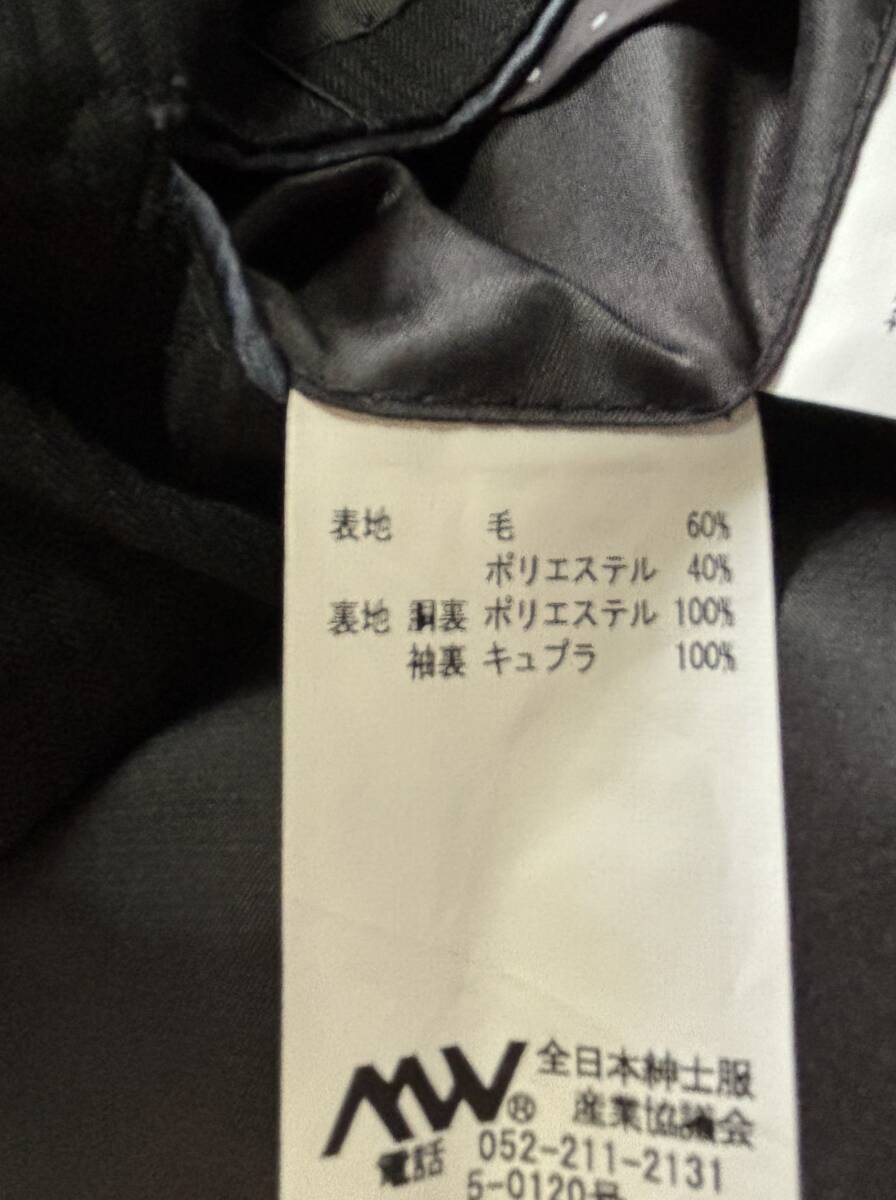 表地 毛 60%
ポリエステル 40%
裏地 胴裏 ポリエステル 100%
袖裏 キュプラ 100%
MW® 全日本紳士服
産業協議会
電話 052-211-2131
5-0120号